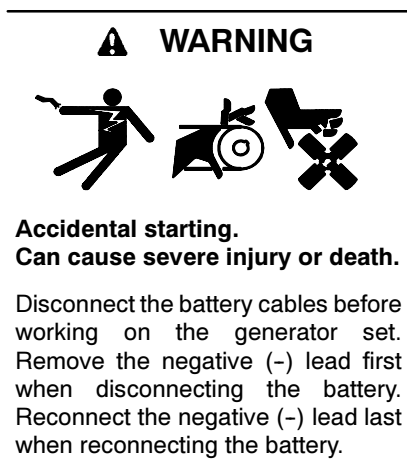 WARNING
Accidental starting.
Can cause severe injury or death.
Disconnect the battery cables before
working on the generator set.
Remove the negative (–) lead first
when disconnecting the battery.
Reconnect the negative (–) lead last
when reconnecting the battery.